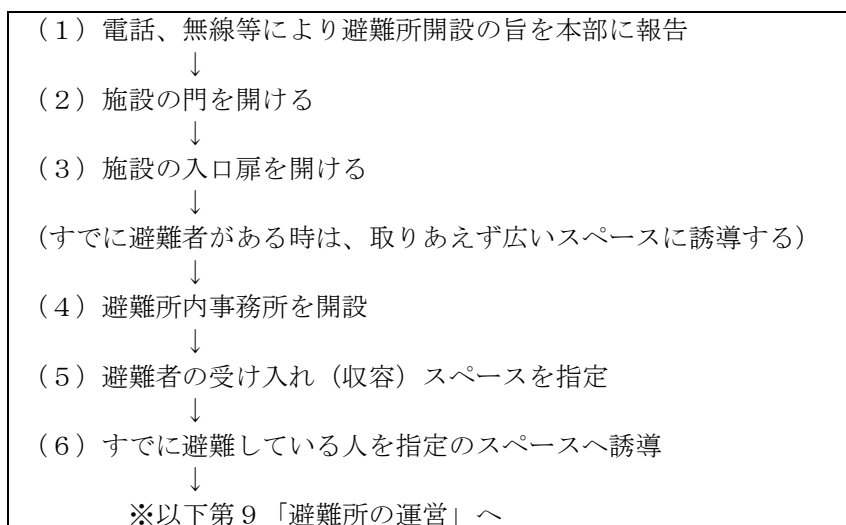 （１）電話、無線等により避難所開設の旨を本部に報告
↓
（２）施設の門を開ける
↓
（３）施設の入口扉を開ける
↓
（すでに避難者がある時は、取りあえず広いスペースに誘導する）
↓
（４）避難所内事務所を開設
↓
（５）避難者の受け入れ（収容）スペースを指定
↓
（６）すでに避難している人を指定のスペースへ誘導
↓
※以下第９「避難所の運営」へ